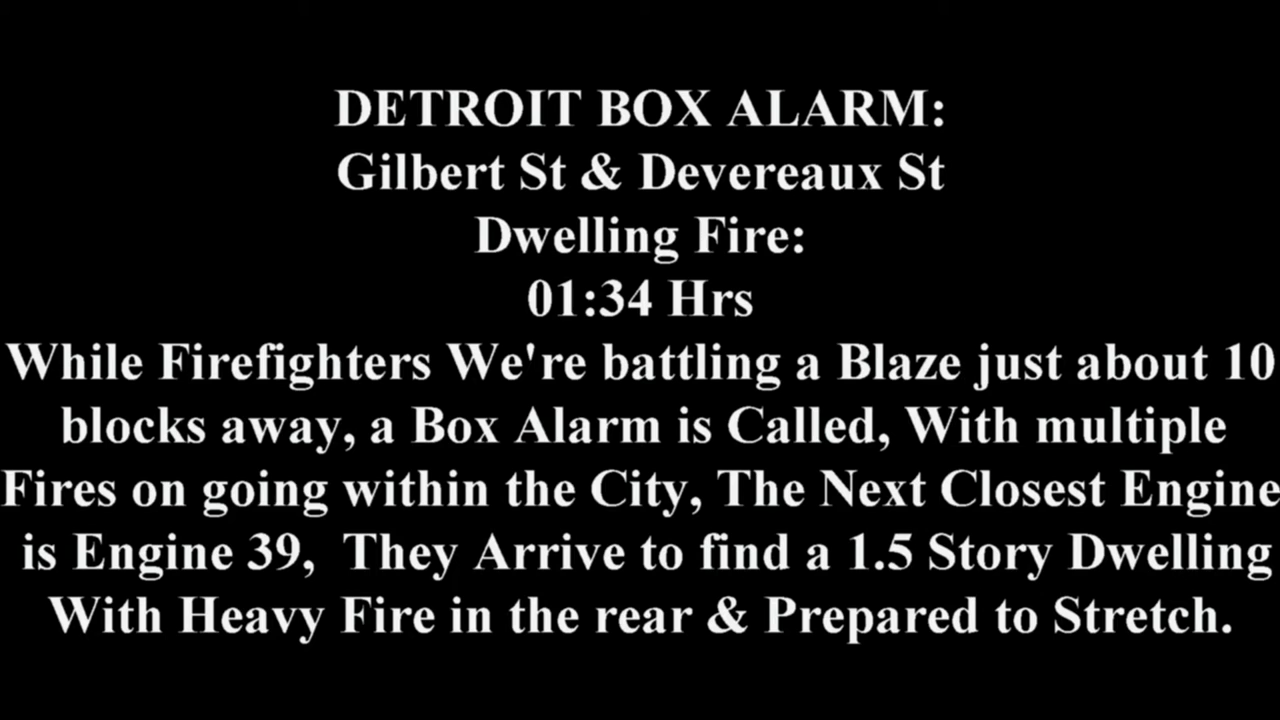 DETROIT BOX ALARM:
Gilbert St & Devereaux St
Dwelling Fire:
01:34 Hrs
While Firefighters We're battling a Blaze just about 10
blocks away, a Box Alarm is Called, With multiple
Fires on going within the City, The Next Closest Engine
is Engine 39,  They Arrive to find a 1.5 Story Dwelling
With Heavy Fire in the rear & Prepared to Stretch.